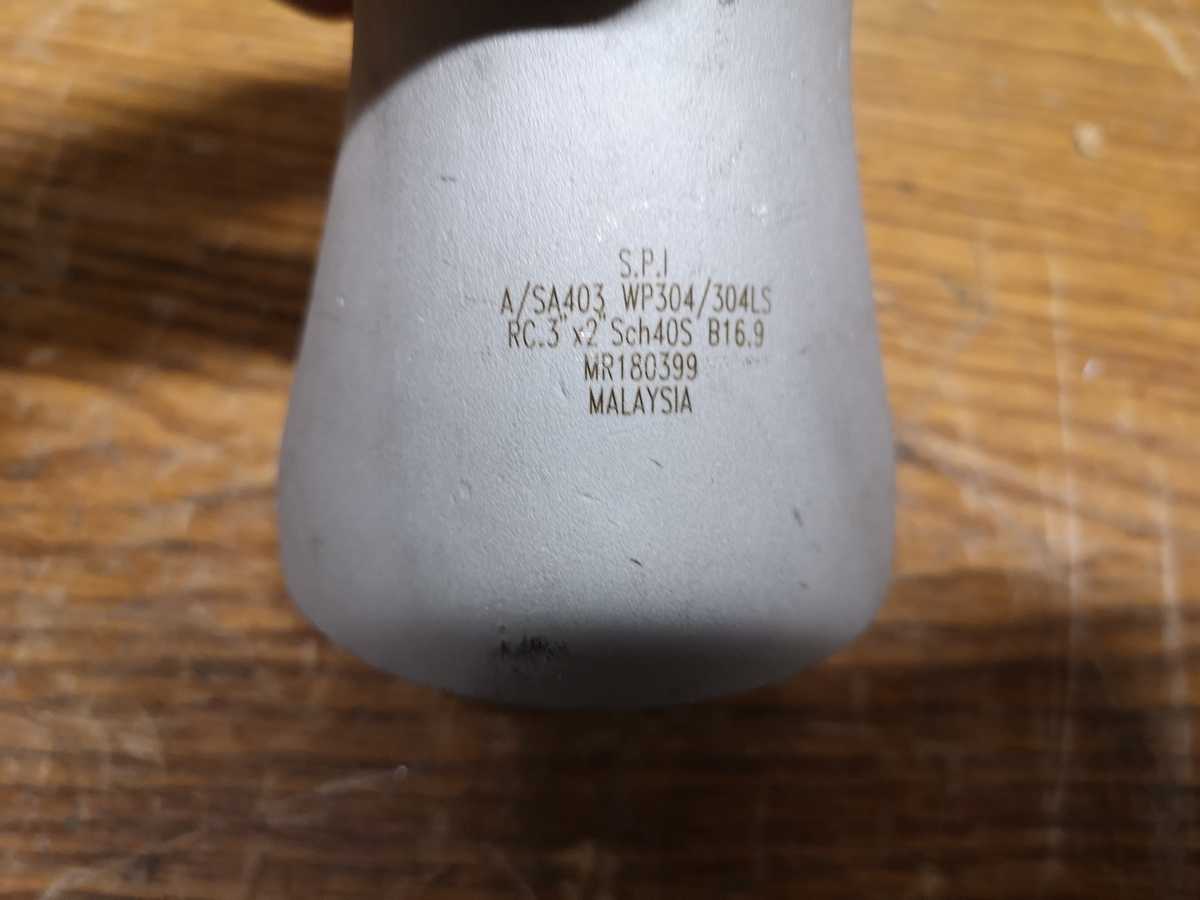 S.P.I
A/SA403 WP304/304LS
RC.3"x2" Sch40S B16.9
MR180399
MALAYSIA